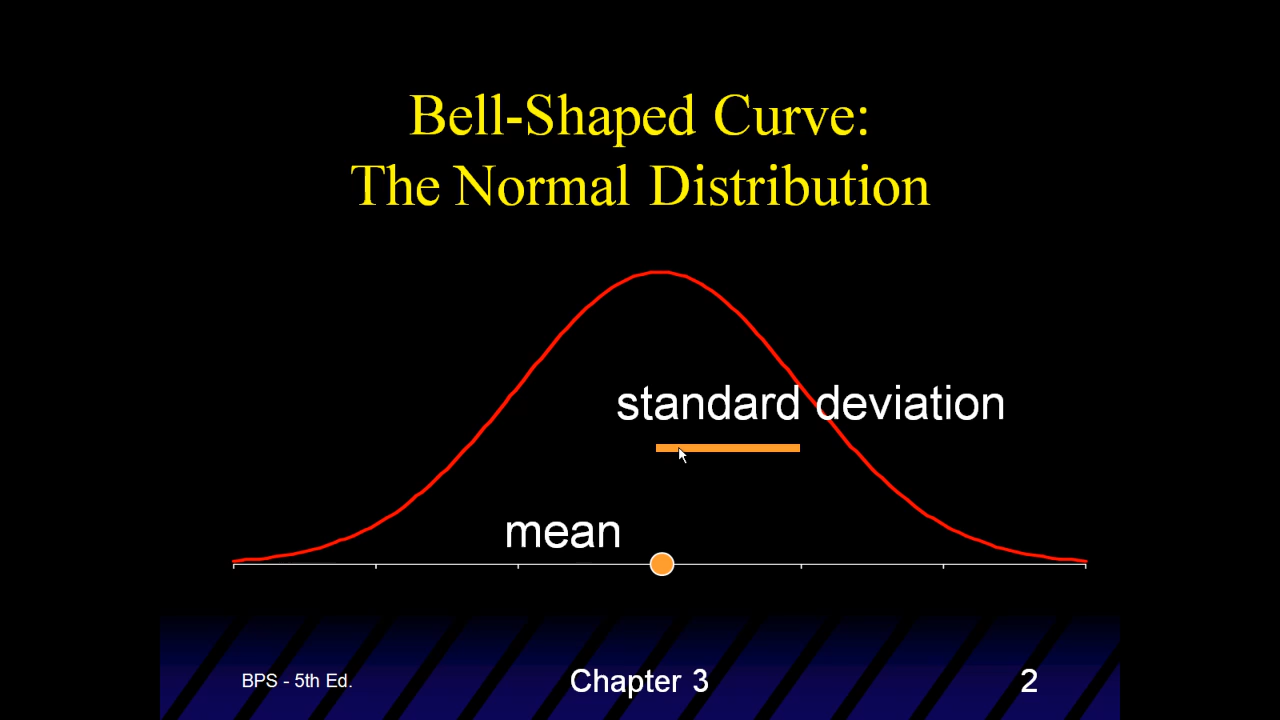 Bell-Shaped Curve:
The Normal Distribution
standard deviation
mean
BPS - 5th Ed.
Chapter 3
2